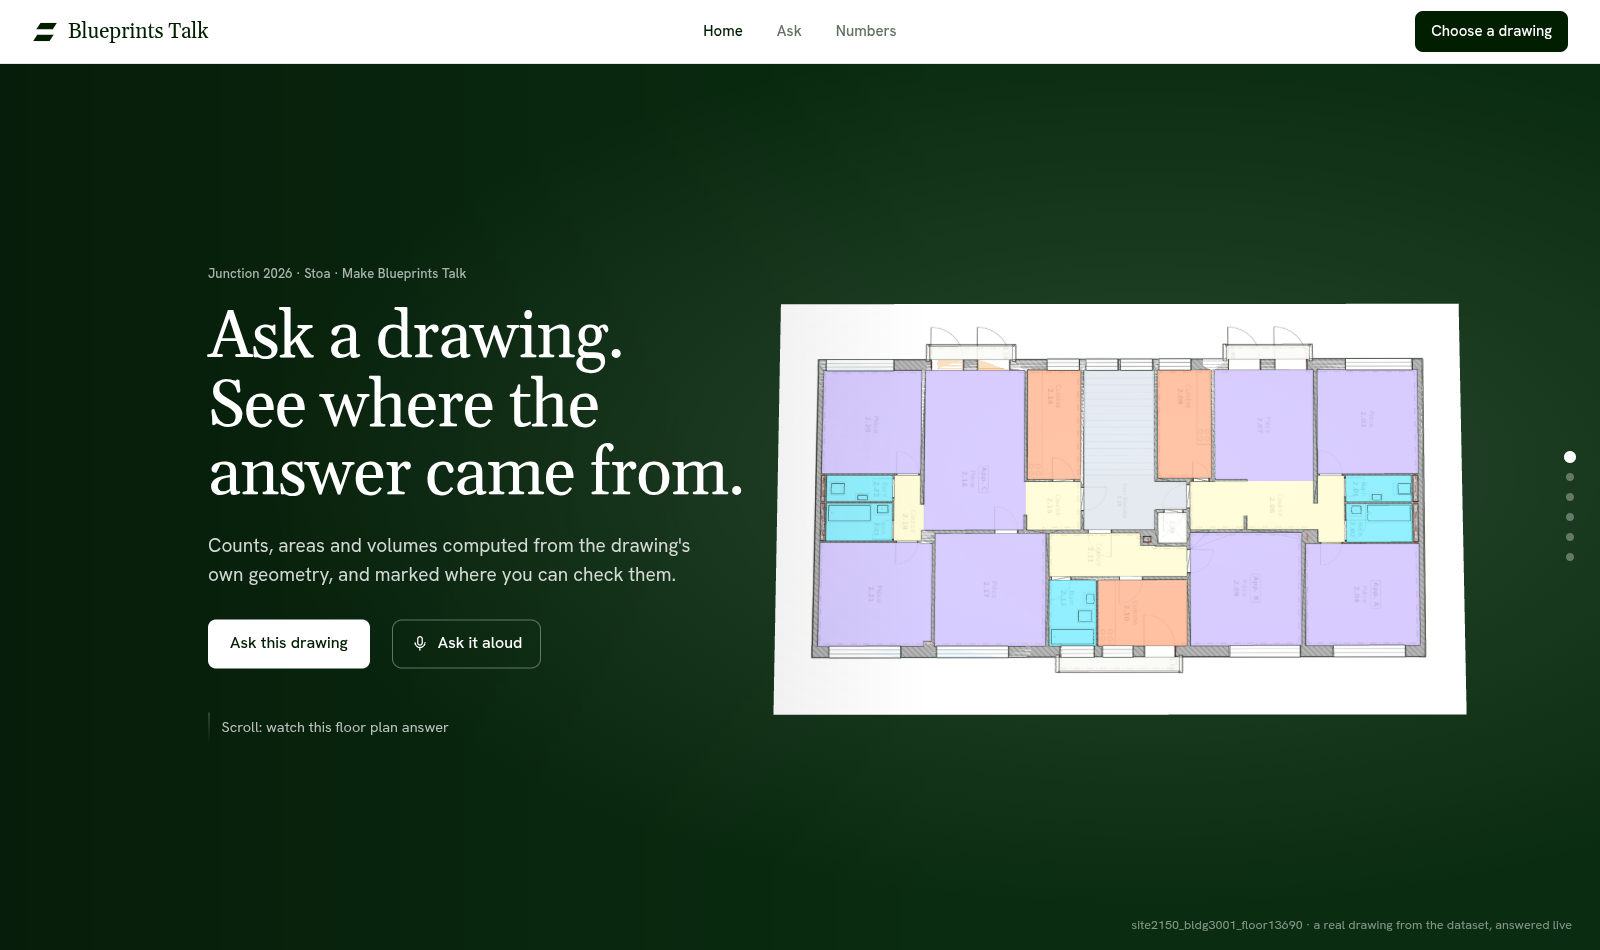 Blueprints Talk
Home
Ask
Numbers
Choose a drawing
Junction 2026 · Stoa · Make Blueprints Talk
Ask a drawing.
See where the
answer came from.
Counts, areas and volumes computed from the drawing's
own geometry, and marked where you can check them.
Ask this drawing
Ask it aloud
Scroll: watch this floor plan answer
site2150_bldg3001_floor13690 · a real drawing from the dataset, answered live